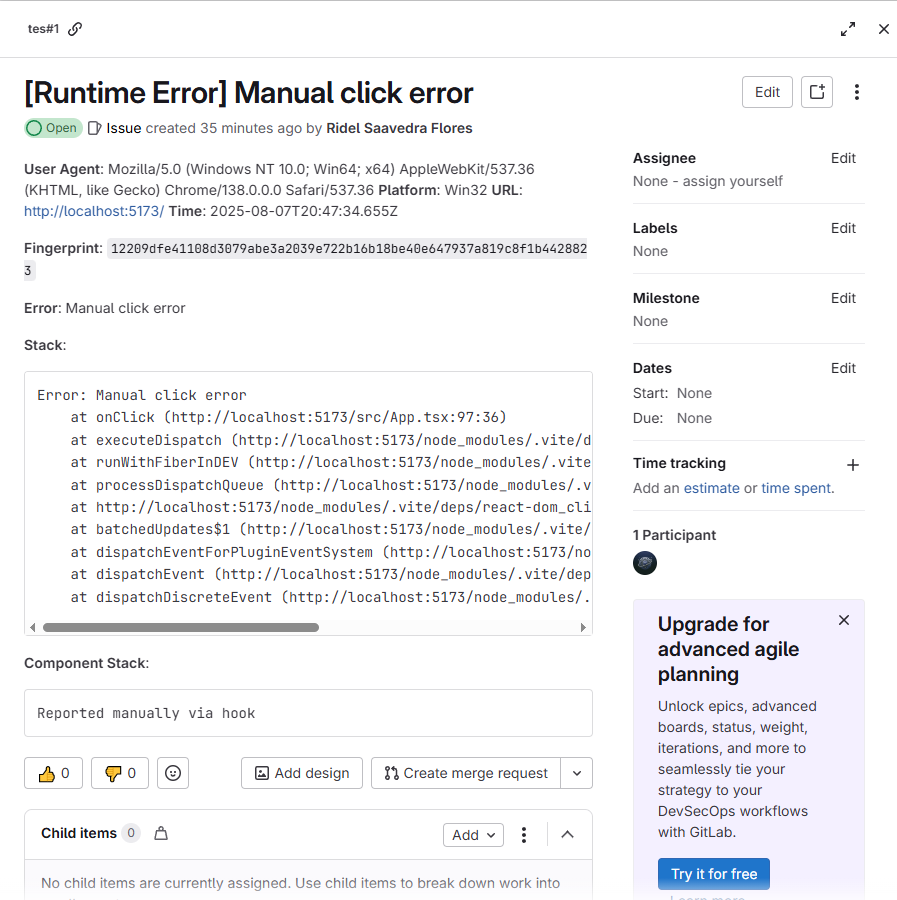 tes#1
[Runtime Error] Manual click error
Edit
Open Issue created 35 minutes ago by Ridel Saavedra Flores
User Agent: Mozilla/5.0 (Windows NT 10.0; Win64; x64) AppleWebKit/537.36
(KHTML, like Gecko) Chrome/138.0.0.0 Safari/537.36 Platform: Win32 URL:
http://localhost:5173/ Time: 2025-08-07T20:47:34.655Z
Fingerprint: 12209dfe41108d3079abe3a2039e722b16b18be40e647937a819c8f1b442882
3
Error: Manual click error
Stack:
Error: Manual click error
at onClick (http://localhost:5173/src/App.tsx:97:36)
at executeDispatch (http://localhost:5173/node_modules/.vite/d
at runWithFiberInDEV (http://localhost:5173/node_modules/.vite
at processDispatchQueue (http://localhost:5173/node_modules/.v
at http://localhost:5173/node_modules/.vite/deps/react-dom_cli
at batchedUpdates$1 (http://localhost:5173/node_modules/.vite/
at dispatchEventForPluginEventSystem (http://localhost:5173/no
at dispatchEvent (http://localhost:5173/node_modules/.vite/dep
at dispatchDiscreteEvent (http://localhost:5173/node_modules/.
Component Stack:
Reported manually via hook
👍 0
👎 0
Add design
Create merge request
Child items 0
Add
No child items are currently assigned. Use child items to break down work into
Assignee Edit
None - assign yourself
Labels Edit
None
Milestone Edit
None
Dates Edit
Start: None
Due: None
Time tracking
Add an estimate or time spent.
1 Participant
Upgrade for
advanced agile
planning
Unlock epics, advanced
boards, status, weight,
iterations, and more to
seamlessly tie your
strategy to your
DevSecOps workflows
with GitLab.
Try it for free